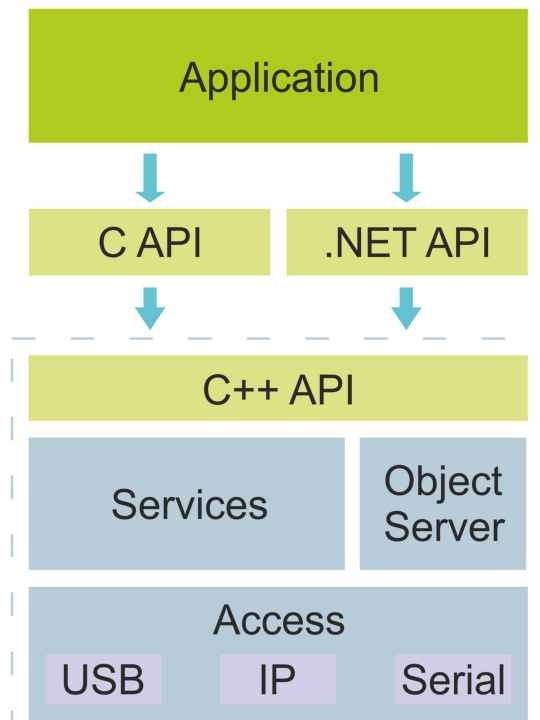 Application
C API
.NET API
C++ API
Services
Object
Server
Access
USB
IP
Serial